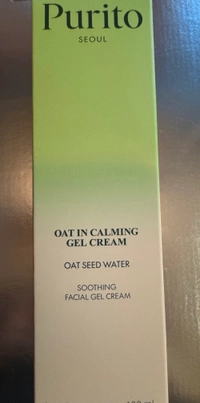 Purito
SEOUL
OAT IN CALMING
GEL CREAM
OAT SEED WATER
SOOTHING
FACIAL GEL CREAM